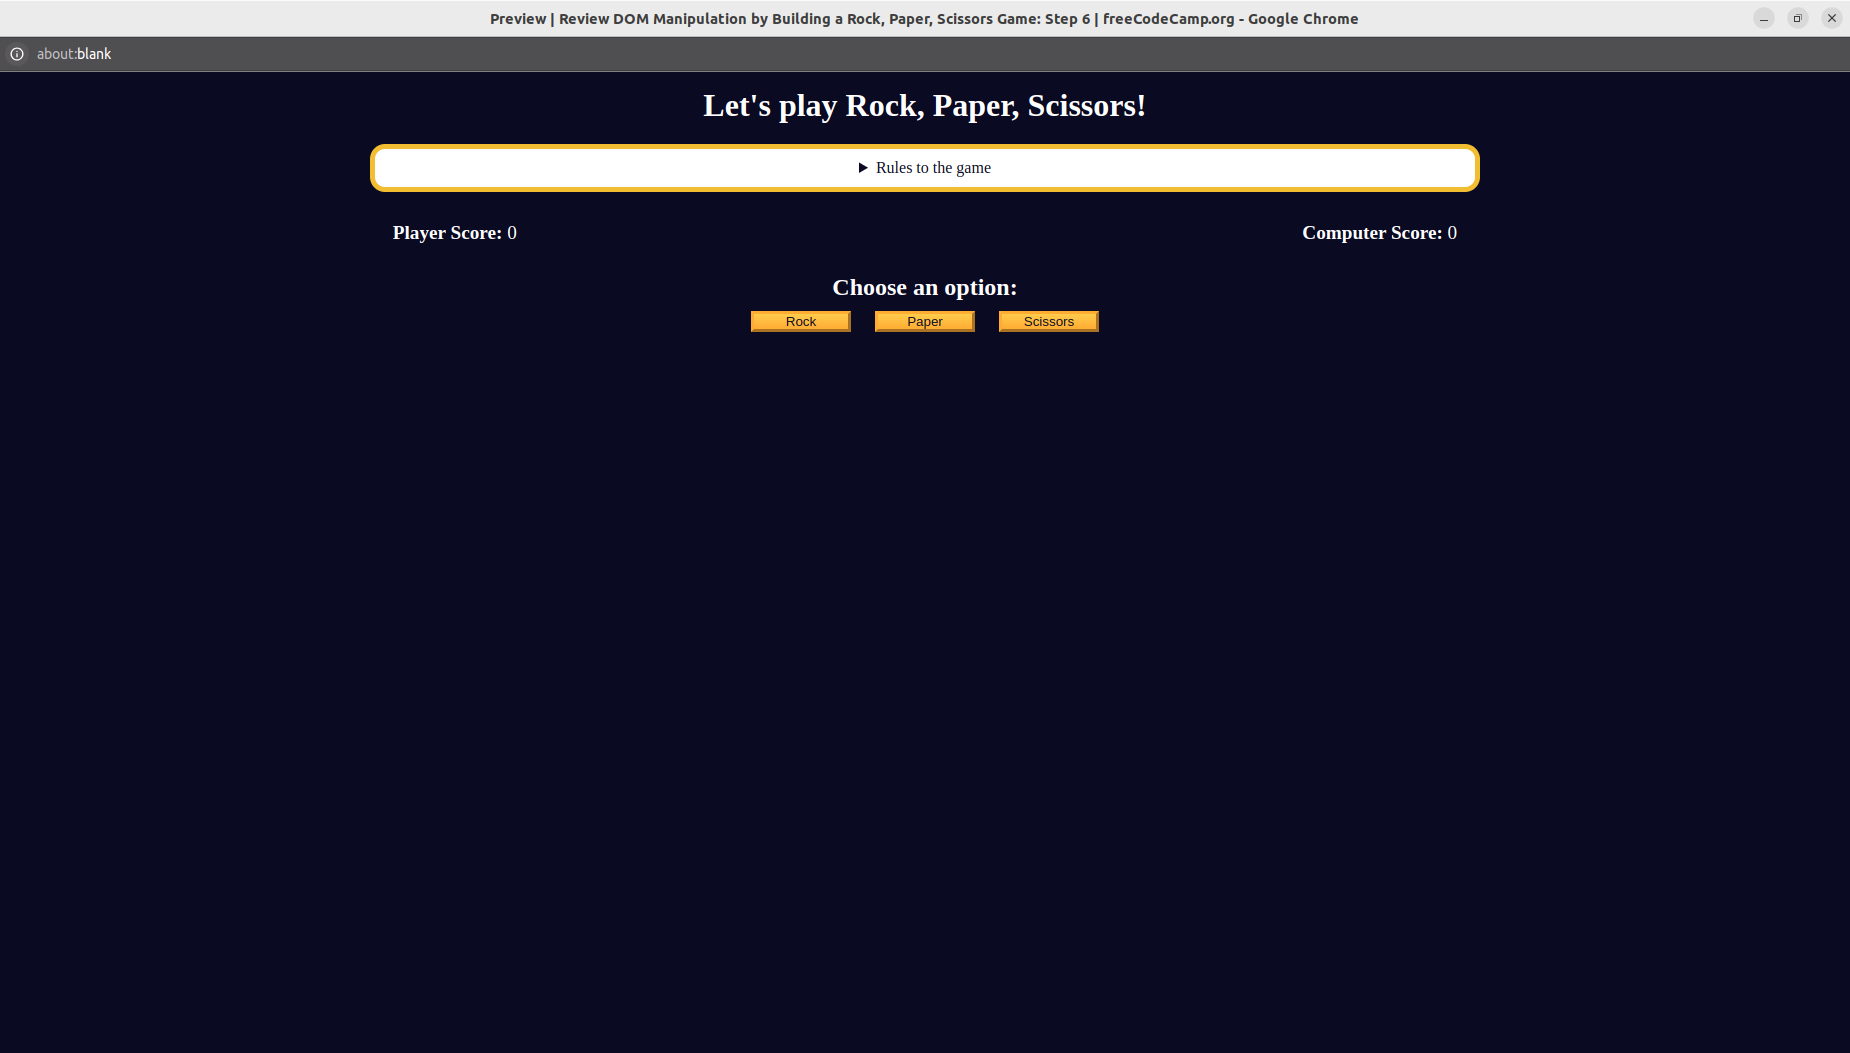 Preview | Review DOM Manipulation by Building a Rock, Paper, Scissors Game: Step 6 | freeCodeCamp.org - Google Chrome
about:blank
Let's play Rock, Paper, Scissors!
Rules to the game
Player Score: 0 Computer Score: 0
Choose an option:
Rock Paper Scissors